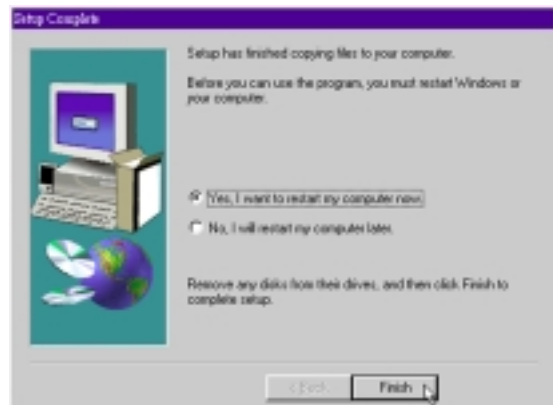 Setup Complete
Setup has finished copying files to your computer.
Before you can use the program, you must restart Windows or
your computer.
Yes, I want to restart my computer now.
No, I will restart my computer later.
Remove any disks from their drives, and then click Finish to
complete setup.
< Back
Finish